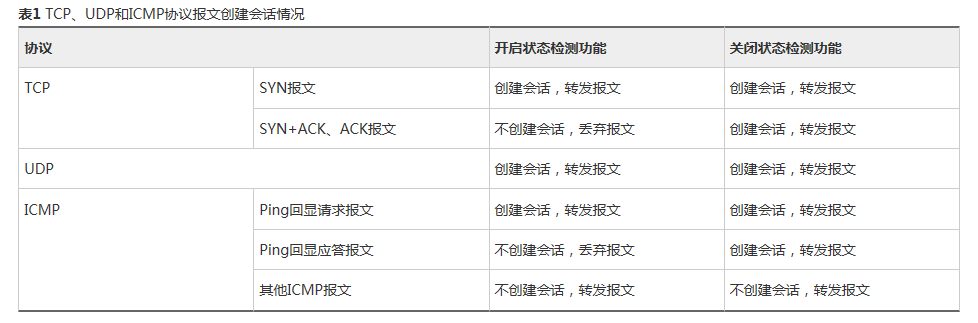 表1 TCP、UDP和ICMP协议报文创建会话情况
协议 开启状态检测功能 关闭状态检测功能
TCP SYN报文 创建会话，转发报文 创建会话，转发报文
SYN+ACK、ACK报文 不创建会话，丢弃报文 创建会话，转发报文
UDP 创建会话，转发报文 创建会话，转发报文
ICMP Ping回显请求报文 创建会话，转发报文 创建会话，转发报文
Ping回显应答报文 不创建会话，丢弃报文 创建会话，转发报文
其他ICMP报文 不创建会话，转发报文 不创建会话，转发报文